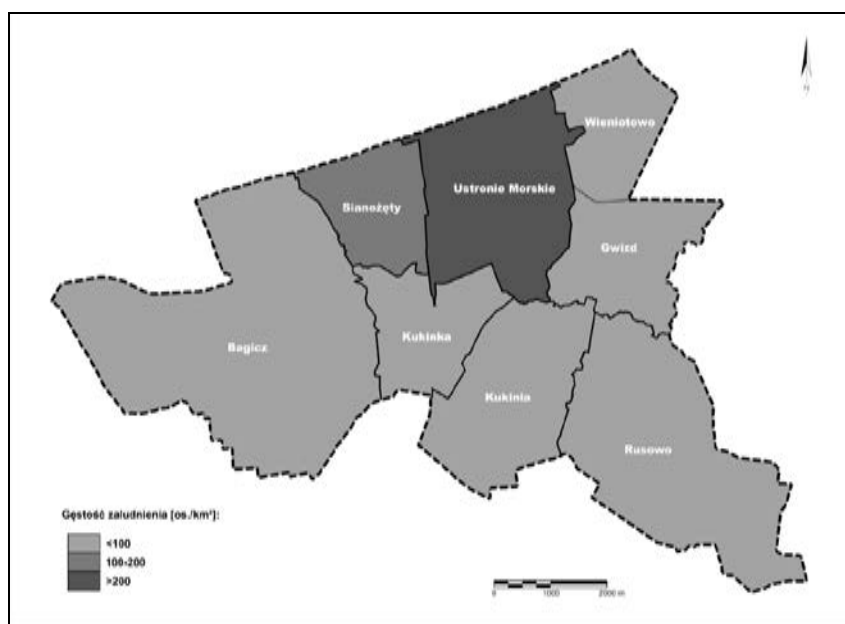 N
Wieniotowo
Ustronie Morskie
Sianożęty
Gwizd
Bagicz
Kukinka
Kukinia
Rusowo
Gęstość zaludnienia [os./km²]:
<100
100-200
>200
0 1000 2000 m